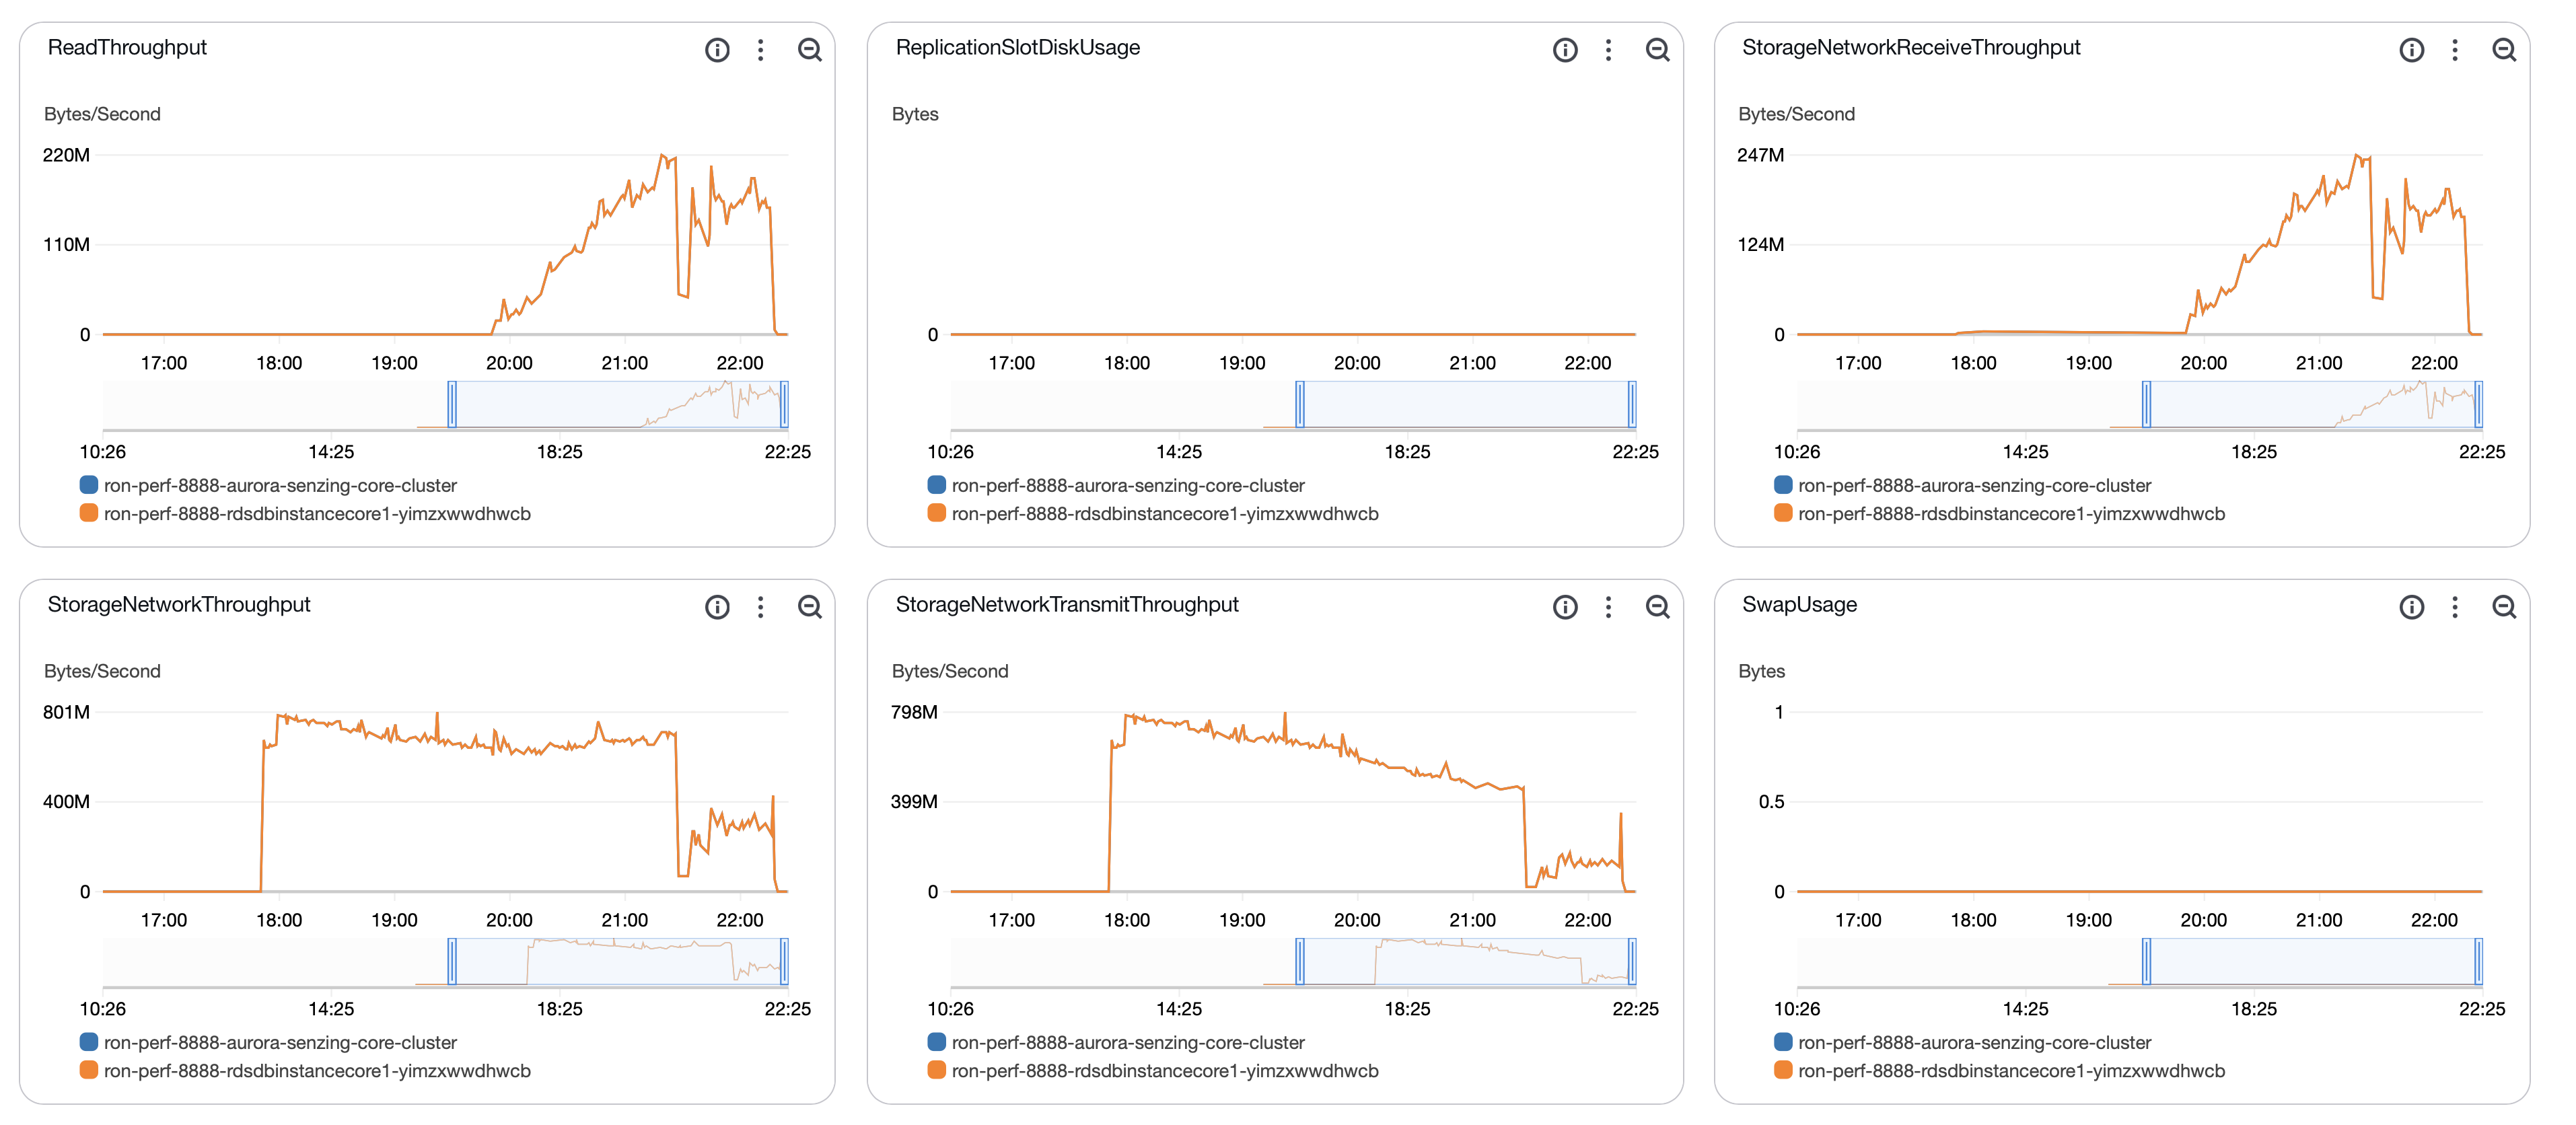 ReadThroughput
Bytes/Second
220M
110M
0
17:00 18:00 19:00 20:00 21:00 22:00
10:26 14:25 18:25 22:25
ron-perf-8888-aurora-senzing-core-cluster
ron-perf-8888-rdsdbinstancecore1-yimzxwwdhwcb
ReplicationSlotDiskUsage
Bytes
0
17:00 18:00 19:00 20:00 21:00 22:00
10:26 14:25 18:25 22:25
ron-perf-8888-aurora-senzing-core-cluster
ron-perf-8888-rdsdbinstancecore1-yimzxwwdhwcb
StorageNetworkReceiveThroughput
Bytes/Second
247M
124M
0
17:00 18:00 19:00 20:00 21:00 22:00
10:26 14:25 18:25 22:25
ron-perf-8888-aurora-senzing-core-cluster
ron-perf-8888-rdsdbinstancecore1-yimzxwwdhwcb
StorageNetworkThroughput
Bytes/Second
801M
400M
0
17:00 18:00 19:00 20:00 21:00 22:00
10:26 14:25 18:25 22:25
ron-perf-8888-aurora-senzing-core-cluster
ron-perf-8888-rdsdbinstancecore1-yimzxwwdhwcb
StorageNetworkTransmitThroughput
Bytes/Second
798M
399M
0
17:00 18:00 19:00 20:00 21:00 22:00
10:26 14:25 18:25 22:25
ron-perf-8888-aurora-senzing-core-cluster
ron-perf-8888-rdsdbinstancecore1-yimzxwwdhwcb
SwapUsage
Bytes
1
0.5
0
17:00 18:00 19:00 20:00 21:00 22:00
10:26 14:25 18:25 22:25
ron-perf-8888-aurora-senzing-core-cluster
ron-perf-8888-rdsdbinstancecore1-yimzxwwdhwcb